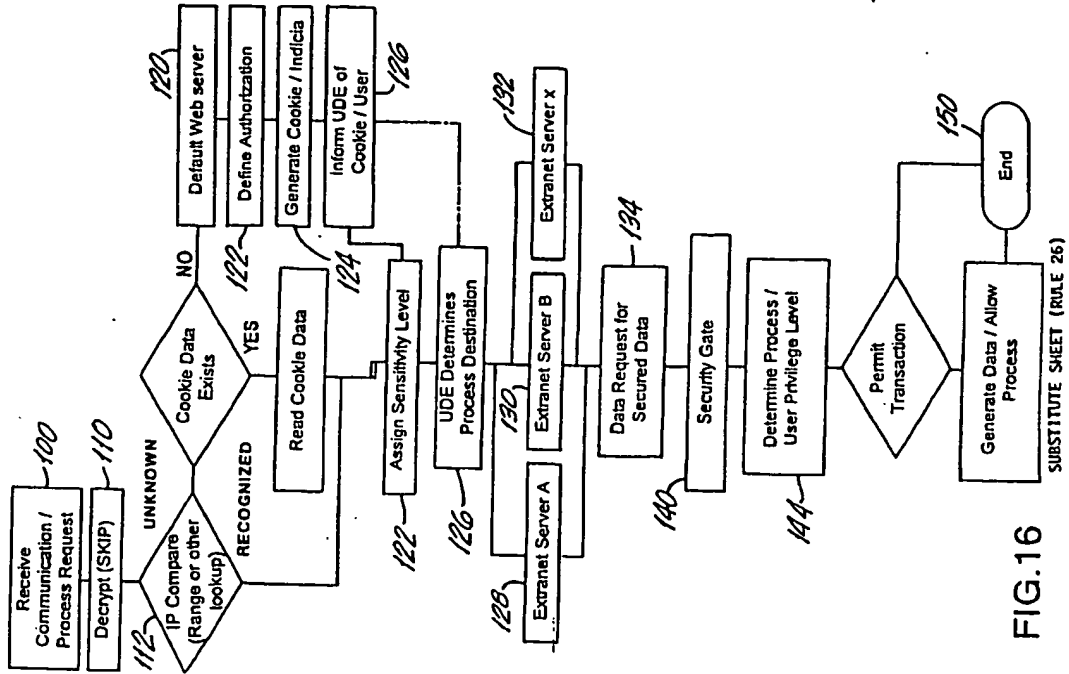 100
Receive
Communication /
Process Request
110
Decrypt (SKIP)
112
IP Compare
(Range or other
lookup)
UNKNOWN
RECOGNIZED
Cookie Data
Exists
NO
YES
Read Cookie Data
120
Default Web server
122
Define Authorization
124
Generate Cookie / Indicia
126
Inform UDE of
Cookie / User
122
Assign Sensitivity Level
126
UDE Determines
Process Destination
128
Extranet Server A
130
Extranet Server B
132
Extranet Server x
134
Data Request for
Secured Data
140
Security Gate
144
Determine Process /
User Privilege Level
Permit
Transaction
150
End
Generate Data / Allow
Process
FIG.16
SUBSTITUTE SHEET (RULE 26)